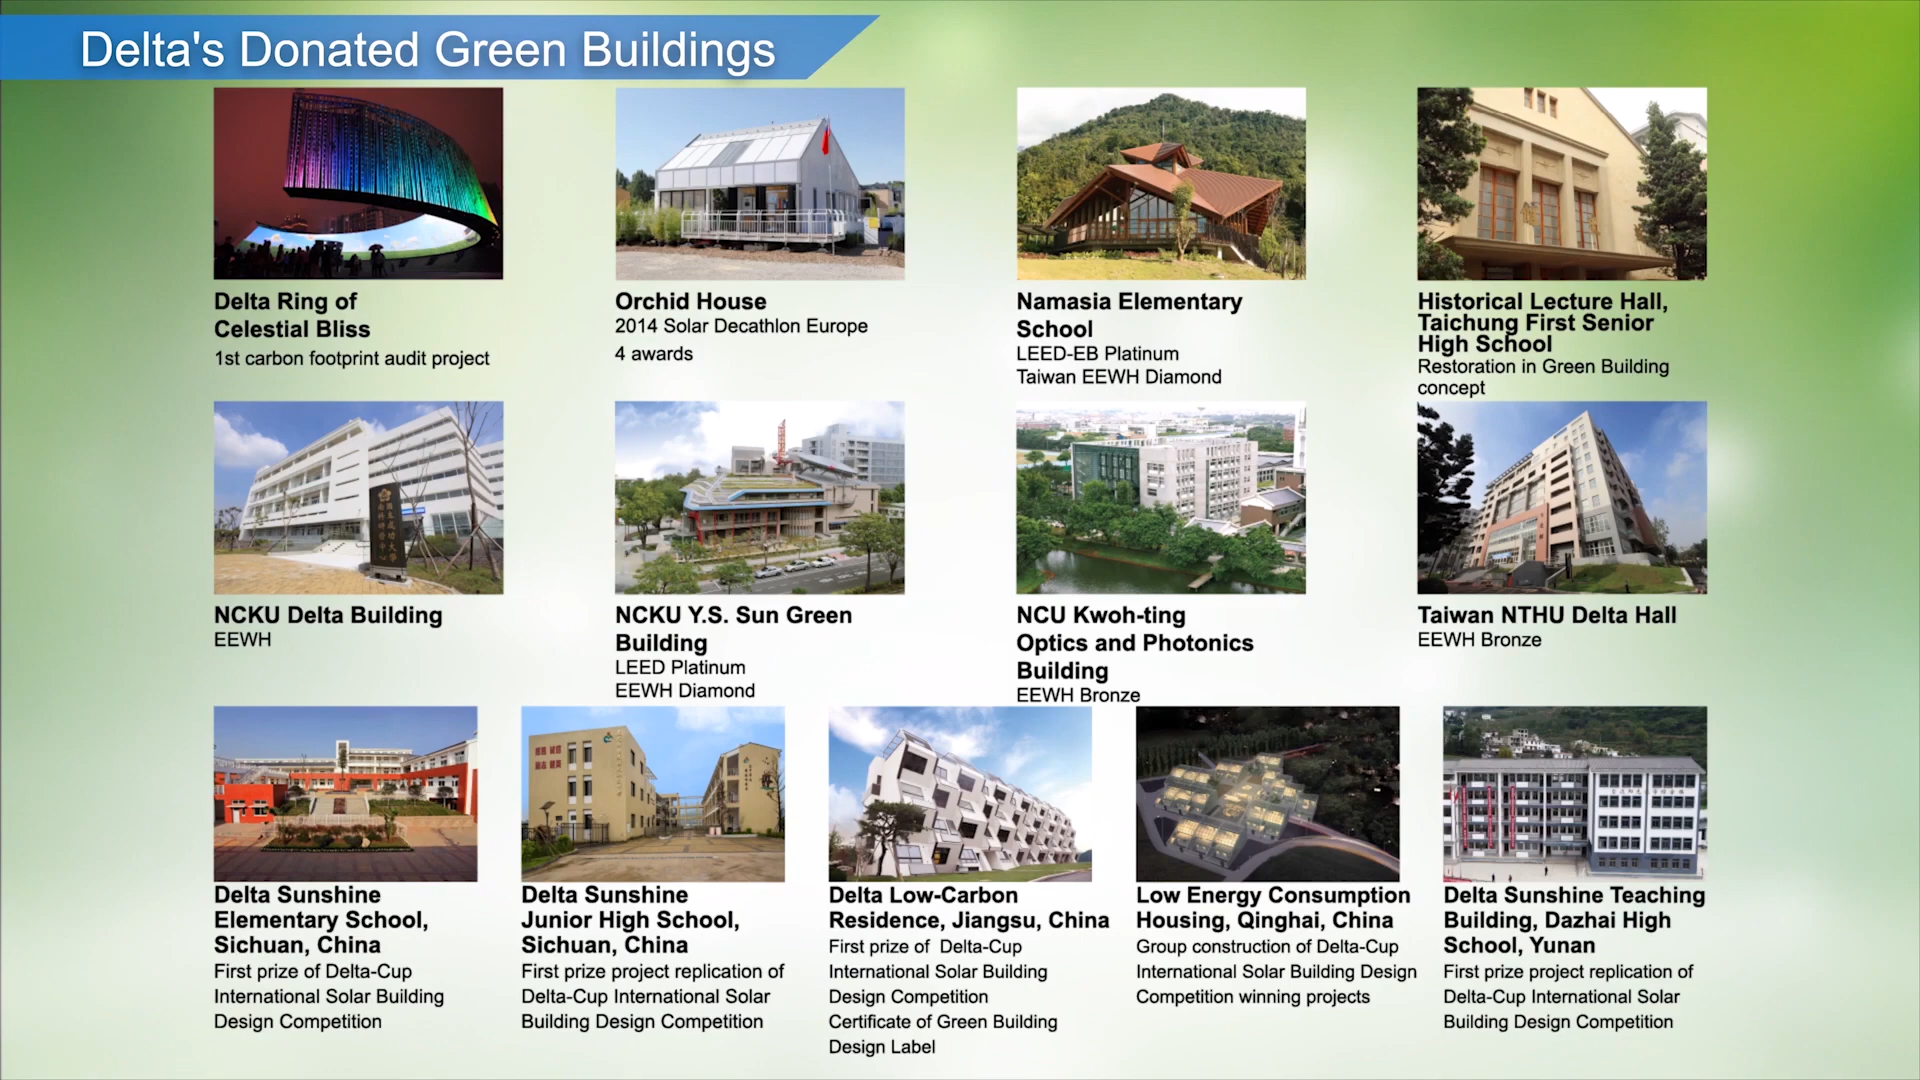 Delta's Donated Green Buildings
Delta Ring of
Celestial Bliss
1st carbon footprint audit project
Orchid House
2014 Solar Decathlon Europe
4 awards
Namasia Elementary
School
LEED-EB Platinum
Taiwan EEWH Diamond
Historical Lecture Hall,
Taichung First Senior
High School
Restoration in Green Building
concept
NCKU Delta Building
EEWH
NCKU Y.S. Sun Green
Building
LEED Platinum
EEWH Diamond
NCU Kwoh-ting
Optics and Photonics
Building
EEWH Bronze
Taiwan NTHU Delta Hall
EEWH Bronze
Delta Sunshine
Elementary School,
Sichuan, China
First prize of Delta-Cup
International Solar Building
Design Competition
Delta Sunshine
Junior High School,
Sichuan, China
First prize project replication of
Delta-Cup International Solar
Building Design Competition
Delta Low-Carbon
Residence, Jiangsu, China
First prize of Delta-Cup
International Solar Building
Design Competition
Certificate of Green Building
Design Label
Low Energy Consumption
Housing, Qinghai, China
Group construction of Delta-Cup
International Solar Building Design
Competition winning projects
Delta Sunshine Teaching
Building, Dazhai High
School, Yunan
First prize project replication of
Delta-Cup International Solar
Building Design Competition